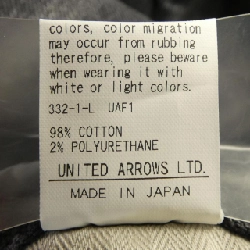 colors, color migration
may occur from rubbing
therefore, please beware
when wearing it with
white or light colors.
332-1-L UAF1
98% COTTON
2% POLYURETHANE
UNITED ARROWS LTD.
MADE IN JAPAN